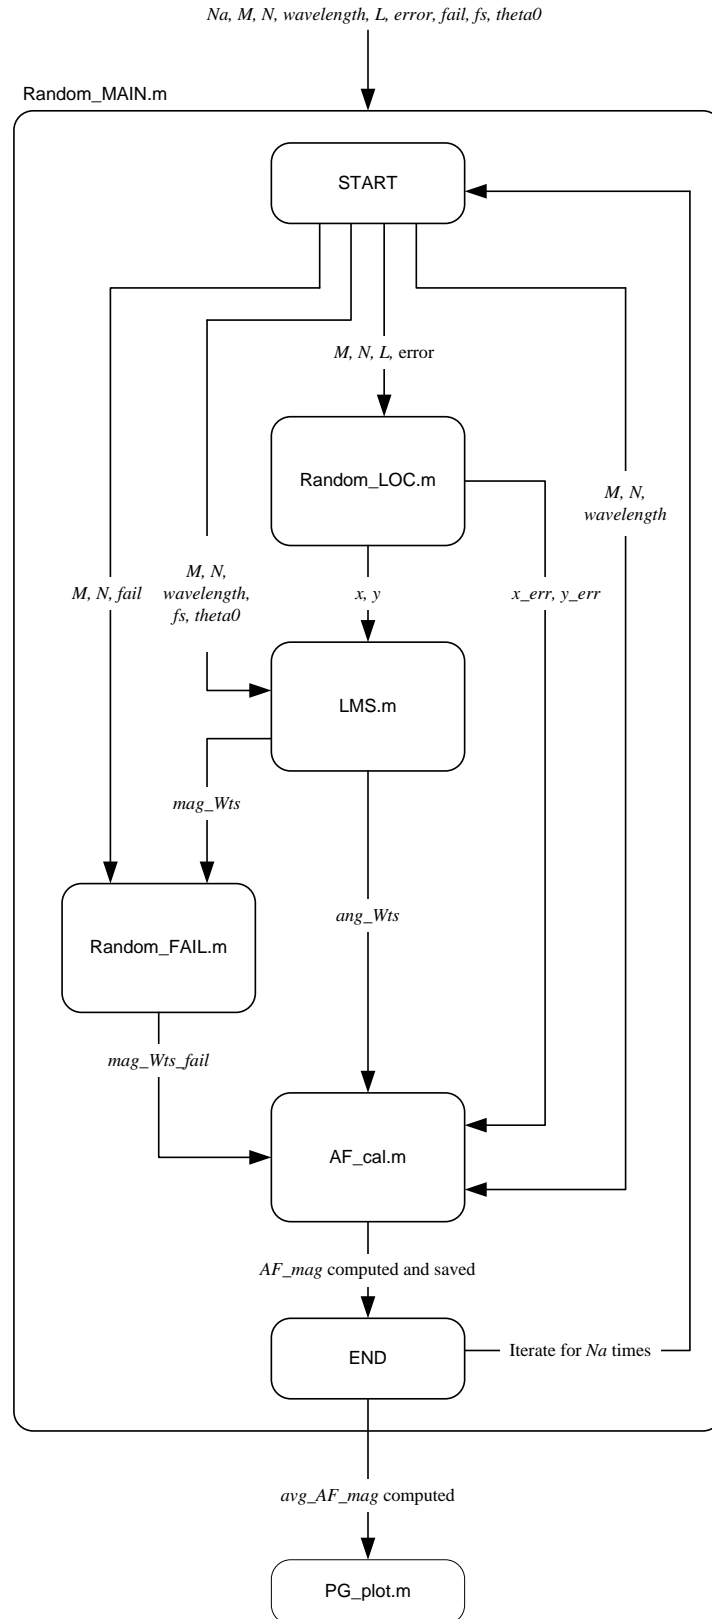 Na, M, N, wavelength, L, error, fail, fs, theta0
Random_MAIN.m
START
M, N, L, error
Random_LOC.m
M, N,
wavelength
M, N, fail
M, N,
wavelength,
fs, theta0
x, y
x_err, y_err
LMS.m
mag_Wts
ang_Wts
Random_FAIL.m
mag_Wts_fail
AF_cal.m
AF_mag computed and saved
END
Iterate for Na times
avg_AF_mag computed
PG_plot.m